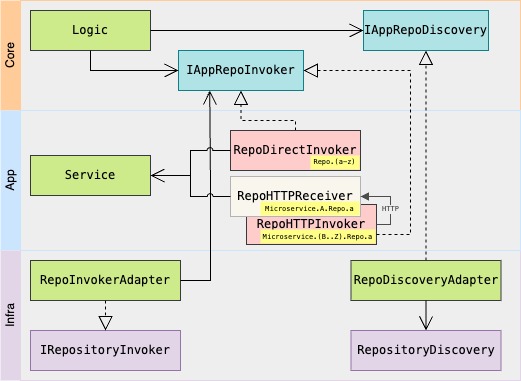 Core
Logic
IAppRepoDiscovery
IAppRepoInvoker
App
RepoDirectInvoker
Repo.(a-z)
Service
RepoHTTPReceiver
Microservice.A.Repo.a
HTTP
RepoHTTPInvoker
Microservice.(B..Z).Repo.a
Infra
RepoInvokerAdapter
RepoDiscoveryAdapter
IRepositoryInvoker
RepositoryDiscovery